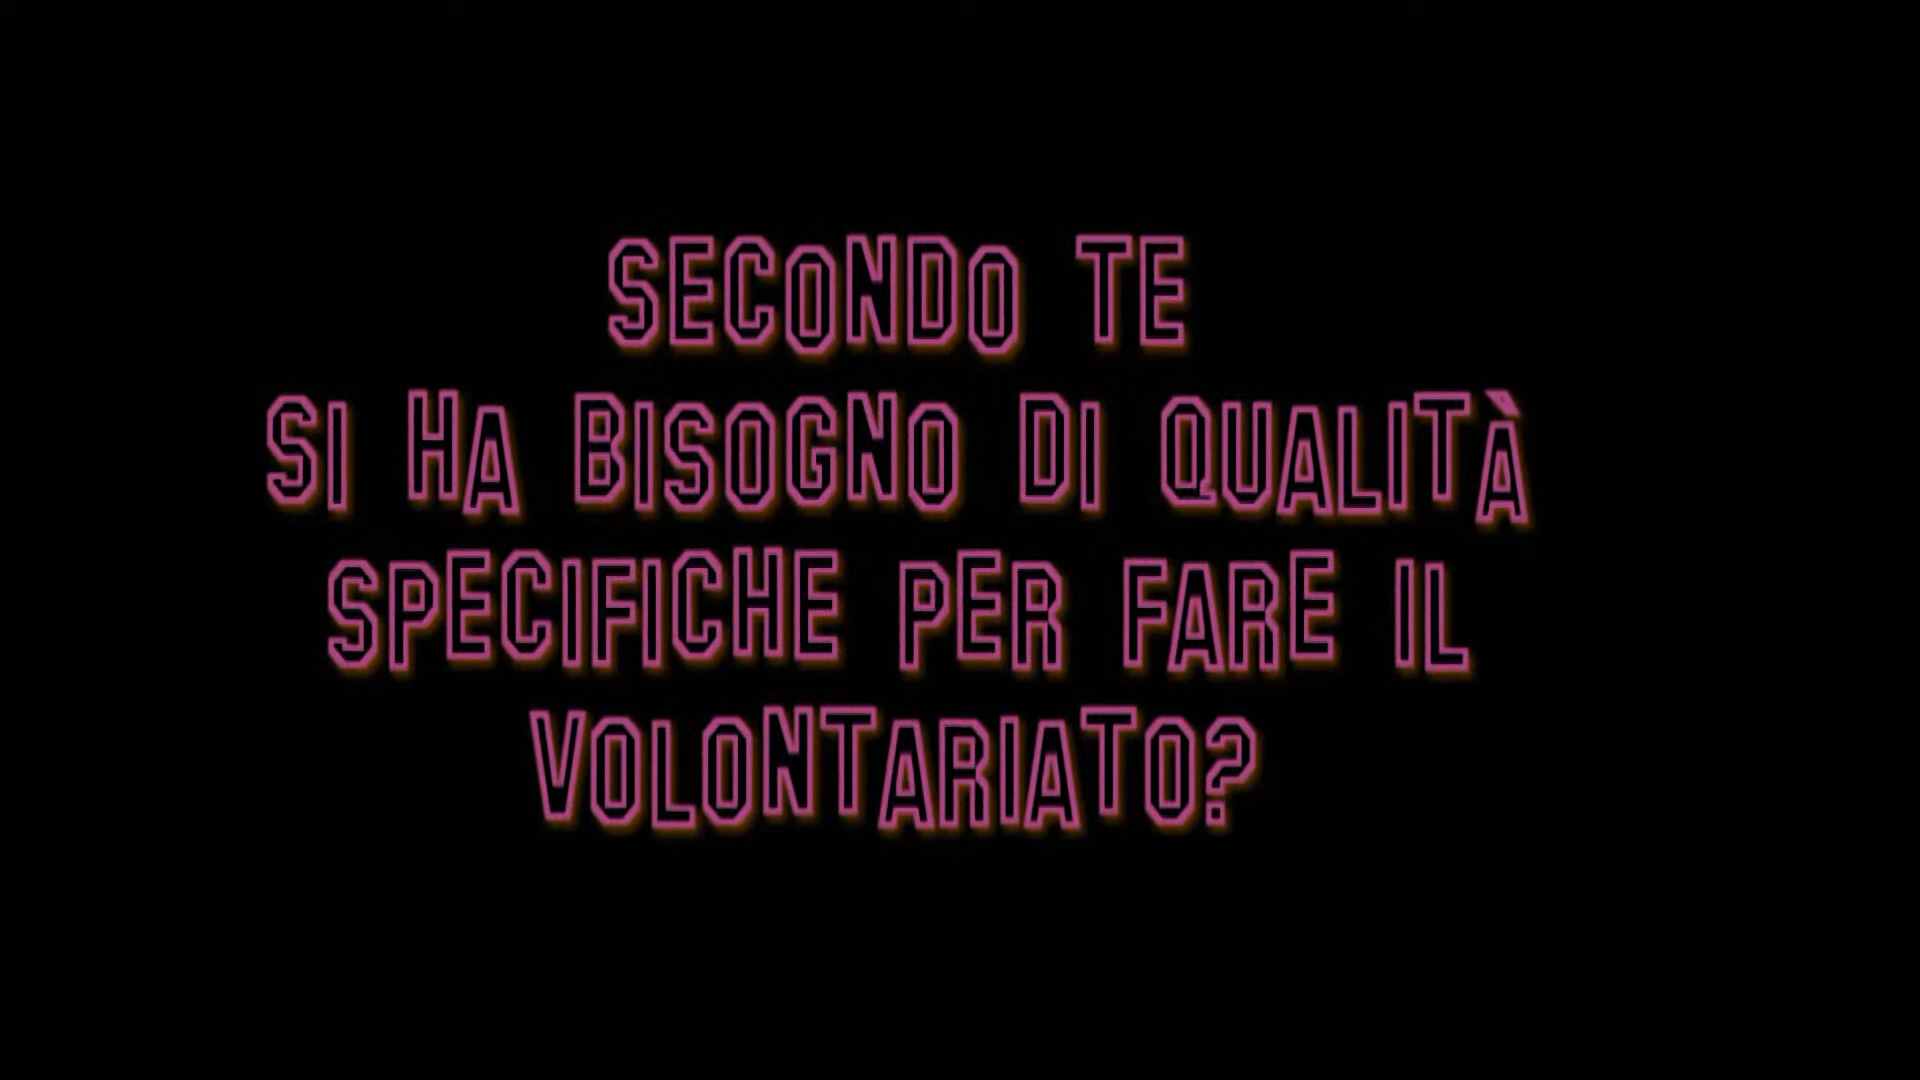 SECONDO TE
SI HA BISOGNO DI QUALITÀ
SPECIFICHE PER FARE IL
VOLONTARIATO?